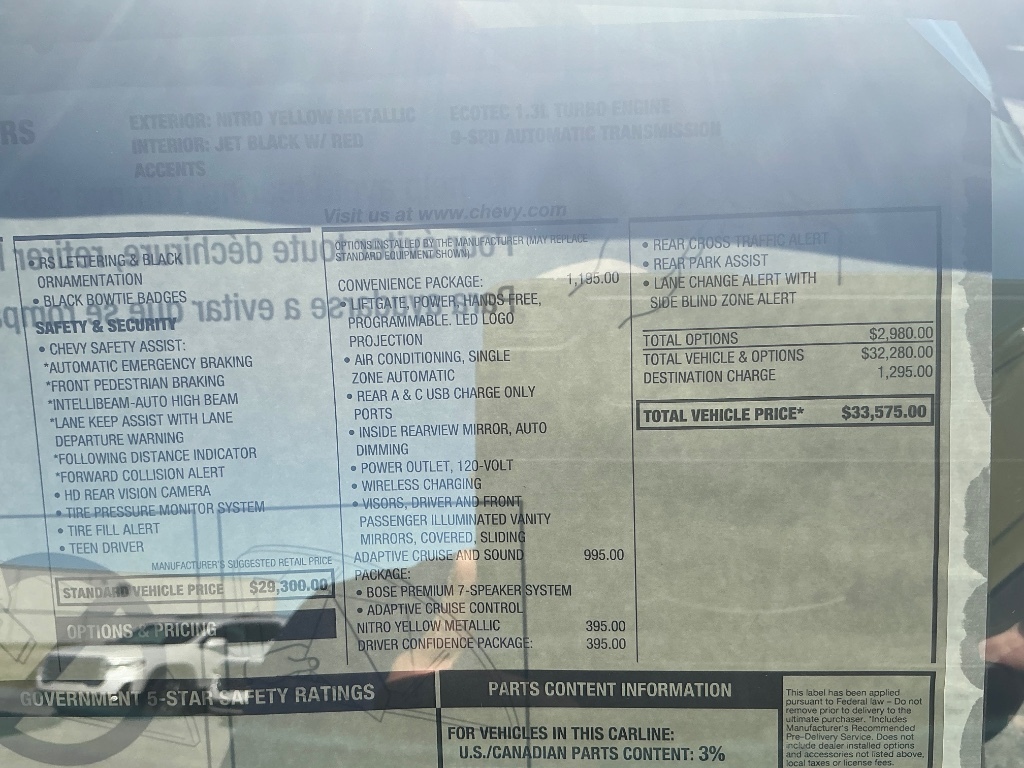 RS
EXTERIOR: NITRO YELLOW METALLIC
INTERIOR: JET BLACK W/ RED
ACCENTS
ECOTEC 1.3L TURBO ENGINE
9-SPD AUTOMATIC TRANSMISSION
Visit us at www.chevy.com
RS LETTERING & BLACK
ORNAMENTATION
• BLACK BOWTIE BADGES
SAFETY & SECURITY
• CHEVY SAFETY ASSIST:
*AUTOMATIC EMERGENCY BRAKING
*FRONT PEDESTRIAN BRAKING
*INTELLIBEAM-AUTO HIGH BEAM
*LANE KEEP ASSIST WITH LANE
DEPARTURE WARNING
*FOLLOWING DISTANCE INDICATOR
*FORWARD COLLISION ALERT
• HD REAR VISION CAMERA
• TIRE PRESSURE MONITOR SYSTEM
• TIRE FILL ALERT
• TEEN DRIVER
MANUFACTURER'S SUGGESTED RETAIL PRICE
STANDARD VEHICLE PRICE $29,300.00
OPTIONS & PRICING
OPTIONS INSTALLED BY THE MANUFACTURER (MAY REPLACE
STANDARD EQUIPMENT SHOWN)
CONVENIENCE PACKAGE: 1,195.00
• LIFTGATE, POWER, HANDS FREE,
PROGRAMMABLE. LED LOGO
PROJECTION
• AIR CONDITIONING, SINGLE
ZONE AUTOMATIC
• REAR A & C USB CHARGE ONLY
PORTS
• INSIDE REARVIEW MIRROR, AUTO
DIMMING
• POWER OUTLET, 120-VOLT
• WIRELESS CHARGING
• VISORS, DRIVER AND FRONT
PASSENGER ILLUMINATED VANITY
MIRRORS, COVERED, SLIDING
ADAPTIVE CRUISE AND SOUND 995.00
PACKAGE:
• BOSE PREMIUM 7-SPEAKER SYSTEM
• ADAPTIVE CRUISE CONTROL
NITRO YELLOW METALLIC 395.00
DRIVER CONFIDENCE PACKAGE: 395.00
• REAR CROSS TRAFFIC ALERT
• REAR PARK ASSIST
• LANE CHANGE ALERT WITH
SIDE BLIND ZONE ALERT
TOTAL OPTIONS $2,980.00
TOTAL VEHICLE & OPTIONS $32,280.00
DESTINATION CHARGE 1,295.00
TOTAL VEHICLE PRICE* $33,575.00
GOVERNMENT 5-STAR SAFETY RATINGS
PARTS CONTENT INFORMATION
FOR VEHICLES IN THIS CARLINE:
U.S./CANADIAN PARTS CONTENT: 3%
This label has been applied
pursuant to Federal law – Do not
remove prior to delivery to the
ultimate purchaser. *Includes
Manufacturer's Recommended
Pre-Delivery Service. Does not
include dealer installed options
and accessories not listed above,
local taxes or license fees.